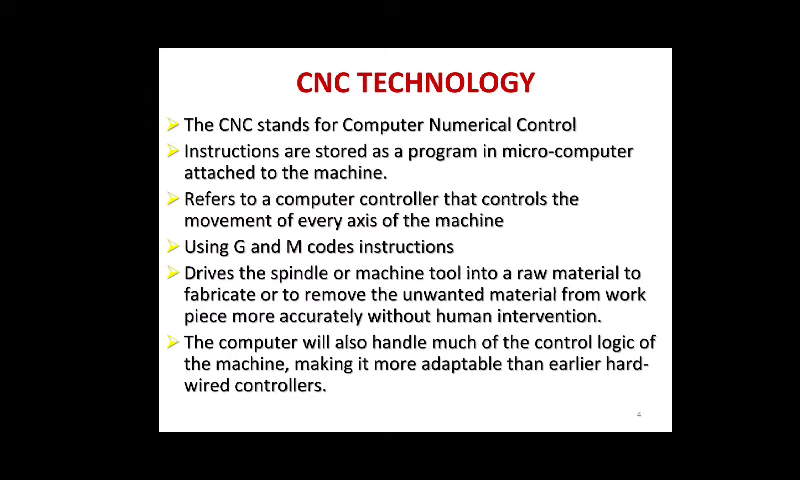 CNC TECHNOLOGY
The CNC stands for Computer Numerical Control
Instructions are stored as a program in micro-computer
attached to the machine.
Refers to a computer controller that controls the
movement of every axis of the machine
Using G and M codes instructions
Drives the spindle or machine tool into a raw material to
fabricate or to remove the unwanted material from work
piece more accurately without human intervention.
The computer will also handle much of the control logic of
the machine, making it more adaptable than earlier hard-
wired controllers.
4